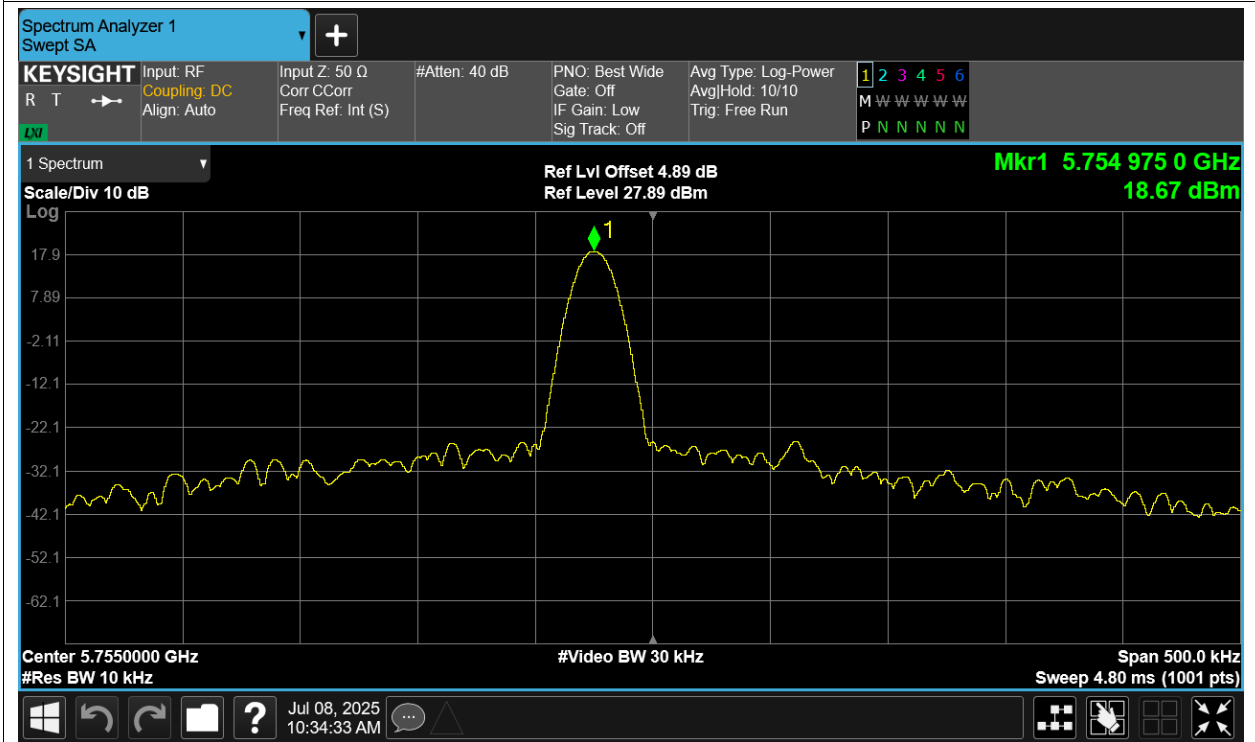 Spectrum Analyzer 1
Swept SA
+
KEYSIGHT
R T
LXI
Input: RF
Coupling: DC
Align: Auto
Input Z: 50 Ω
Corr CCorr
Freq Ref: Int (S)
#Atten: 40 dB
PNO: Best Wide
Gate: Off
IF Gain: Low
Sig Track: Off
Avg Type: Log-Power
Avg|Hold: 10/10
Trig: Free Run
1 2 3 4 5 6
M W W W W W
P N N N N N
1 Spectrum
Scale/Div 10 dB
Log
Ref Lvl Offset 4.89 dB
Ref Level 27.89 dBm
Mkr1 5.754 975 0 GHz
18.67 dBm
1
17.9
7.89
-2.11
-12.1
-22.1
-32.1
-42.1
-52.1
-62.1
Center 5.7550000 GHz
#Res BW 10 kHz
#Video BW 30 kHz
Span 500.0 kHz
Sweep 4.80 ms (1001 pts)
?
Jul 08, 2025
10:34:33 AM